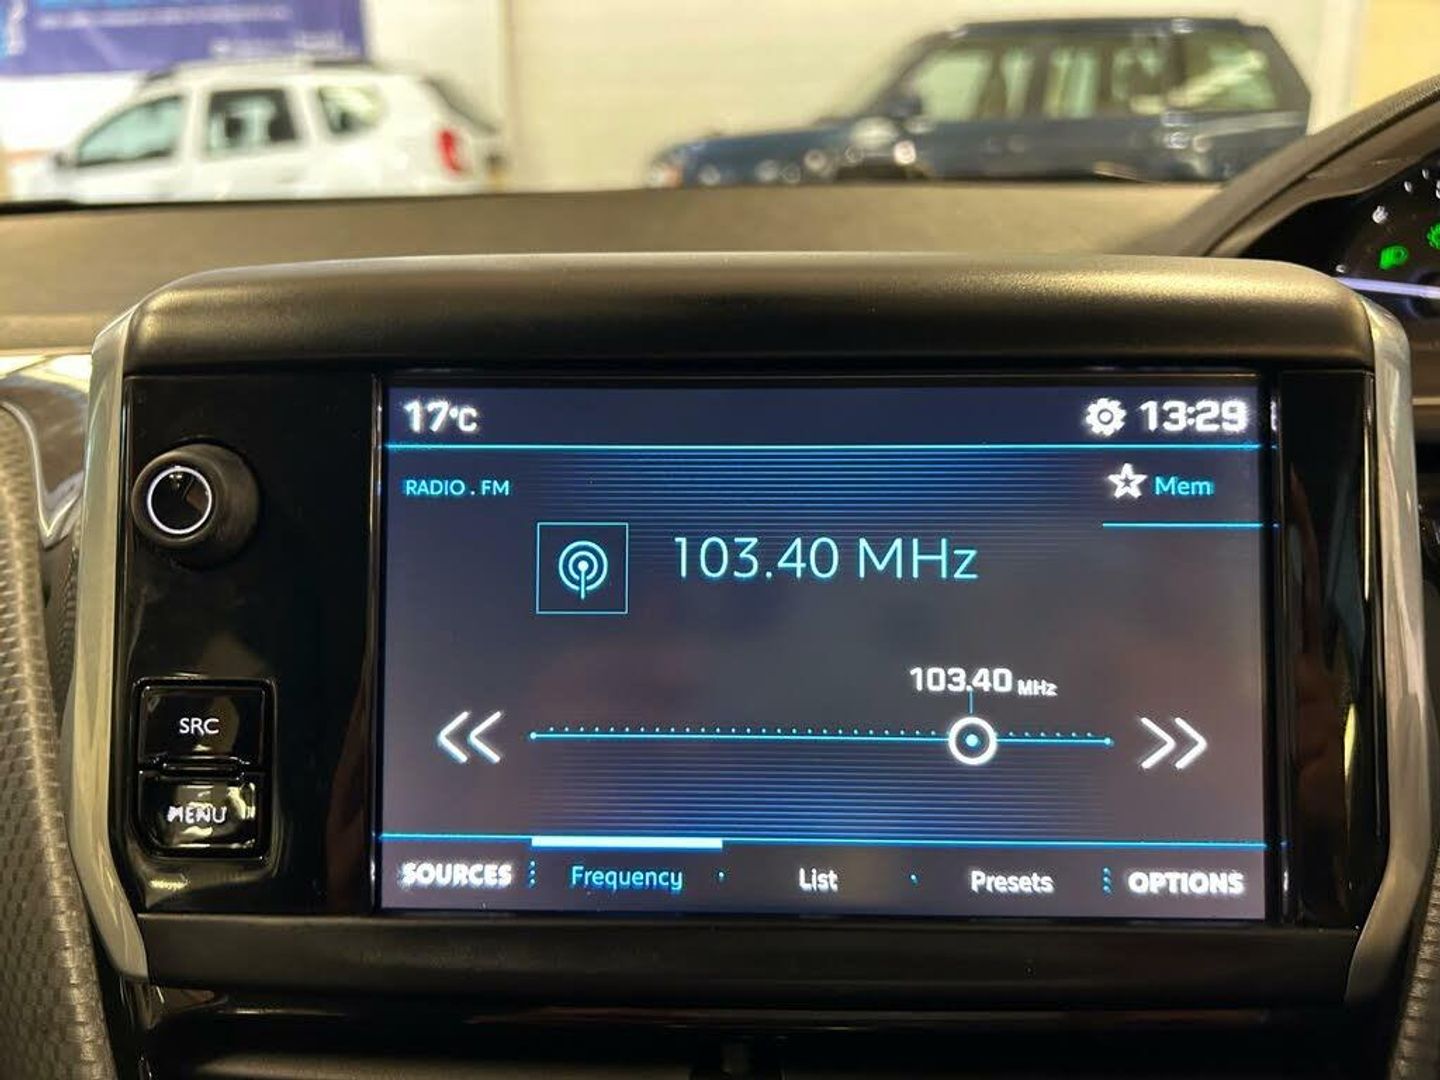 17°C
13:29
RADIO . FM
Mem
103.40 MHz
103.40 MHz
SRC
MENU
SOURCES
Frequency
List
Presets
OPTIONS